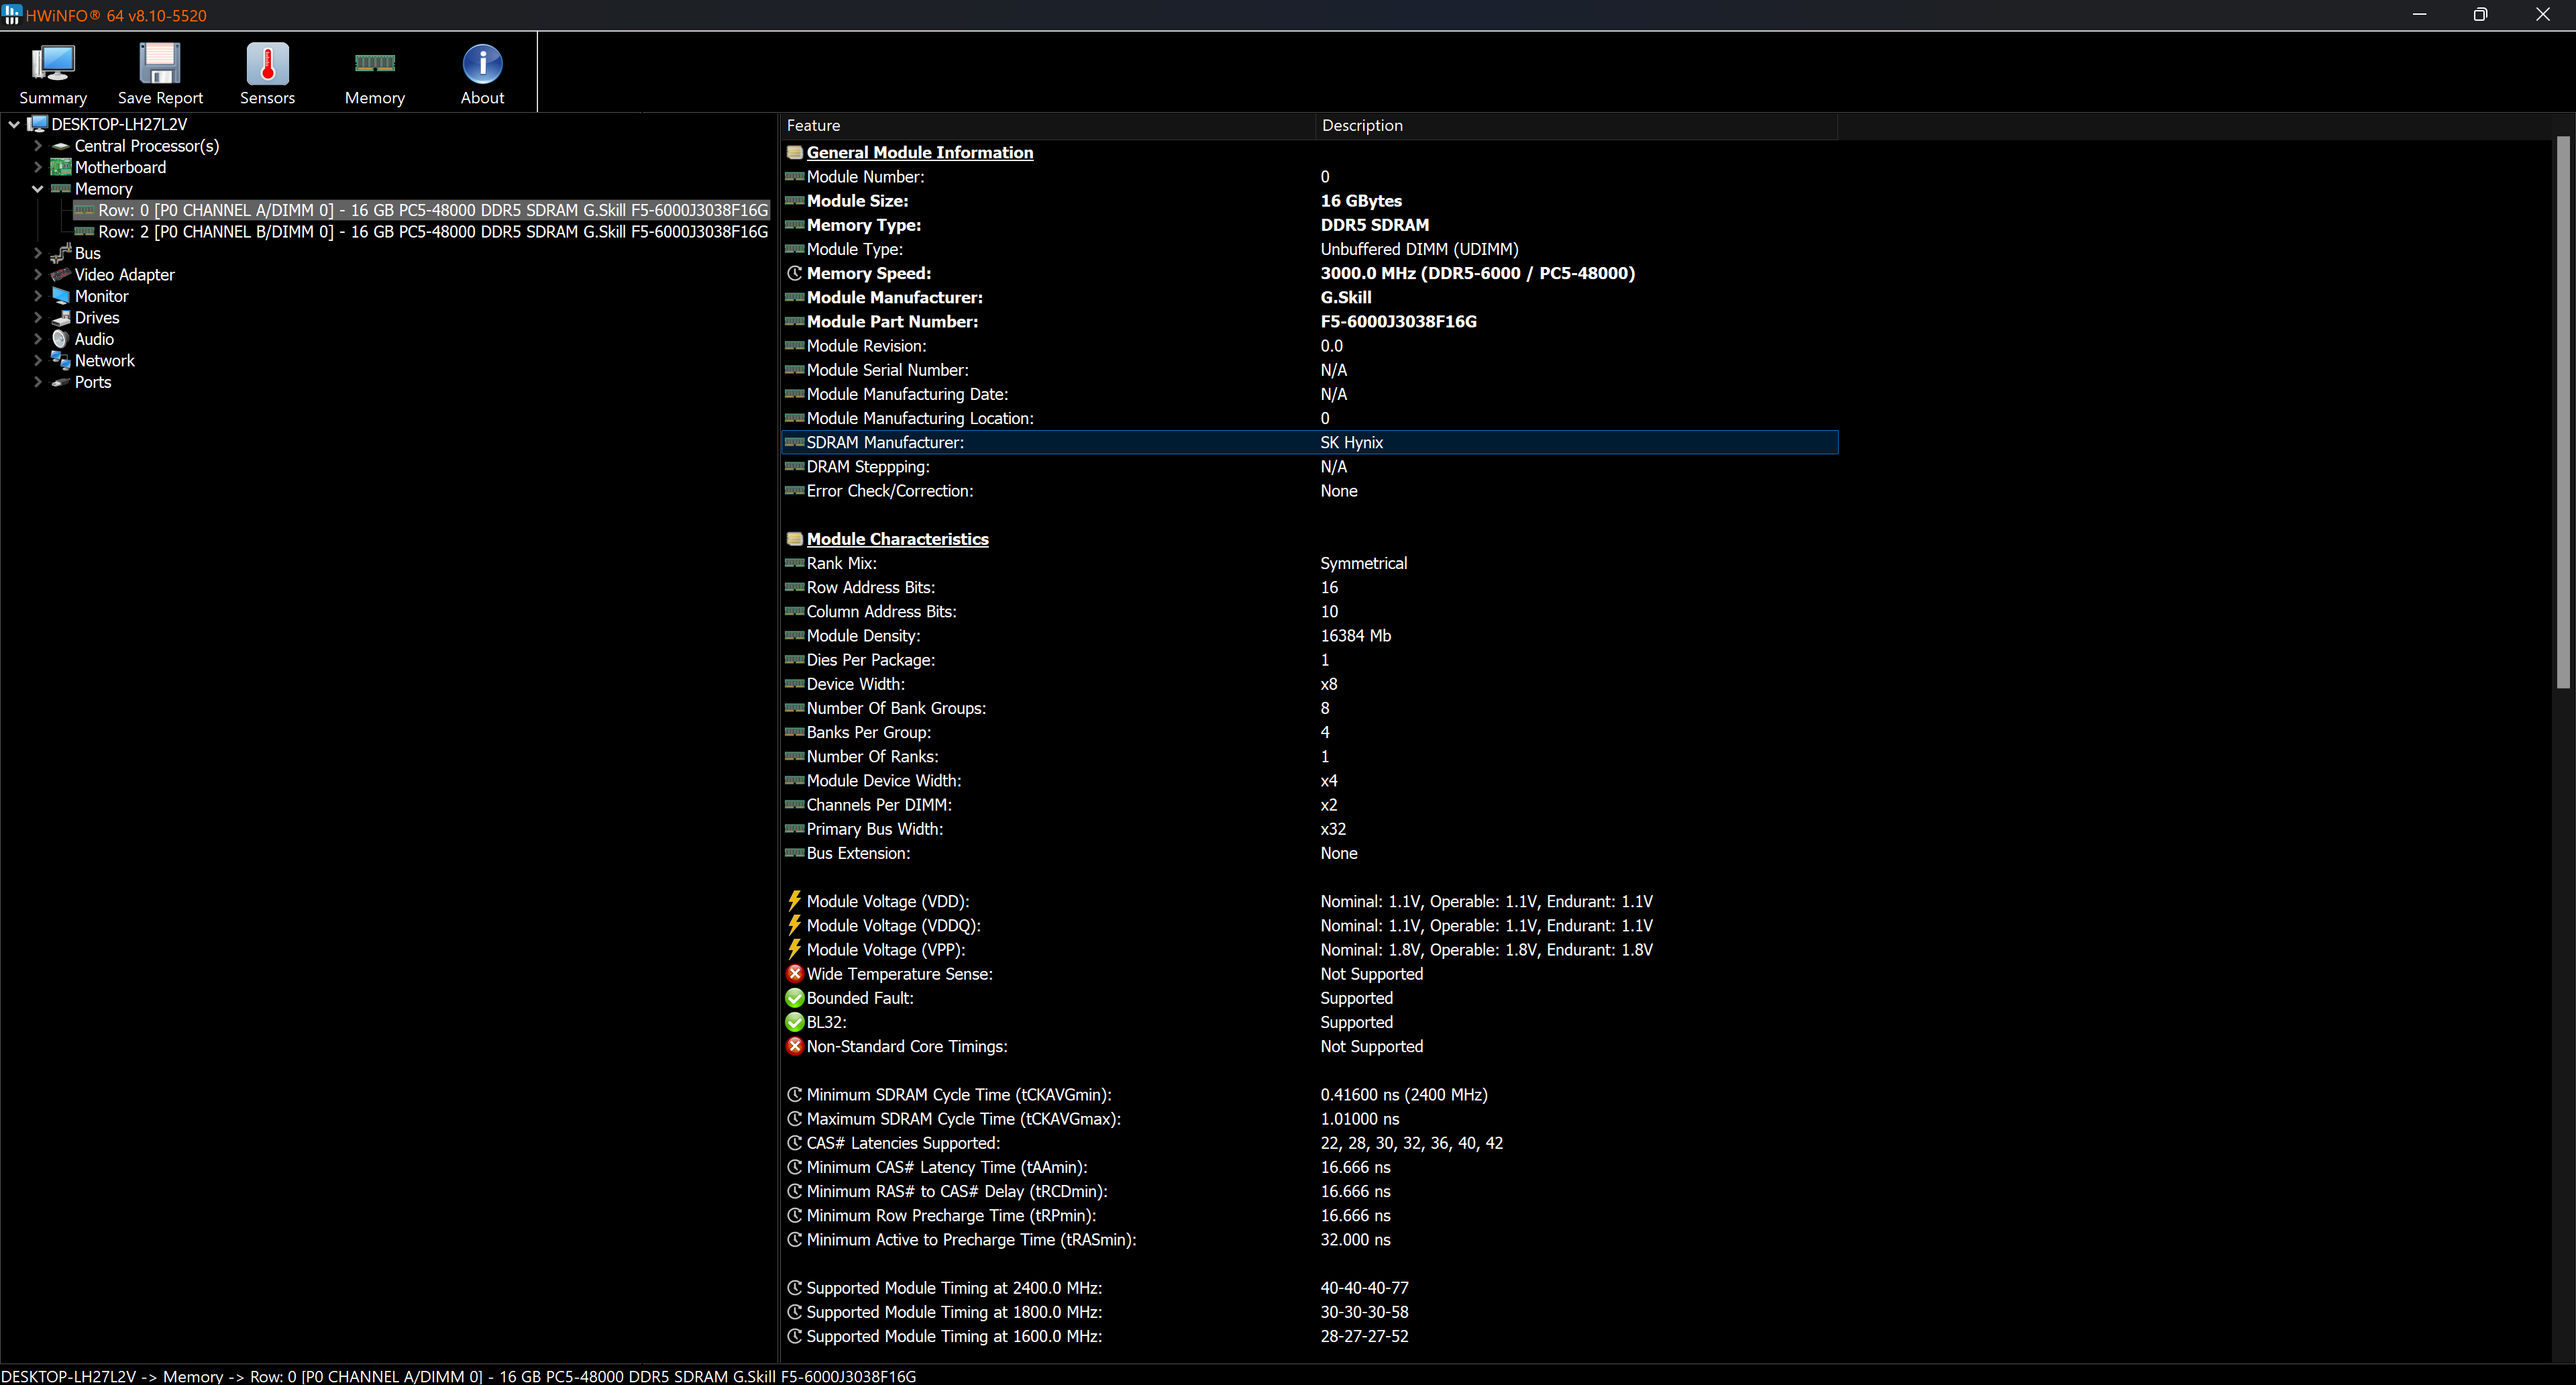 HWiNFO® 64 v8.10-5520
Summary
Save Report
Sensors
Memory
About
DESKTOP-LH27L2V
Central Processor(s)
Motherboard
Memory
Row: 0 [P0 CHANNEL A/DIMM 0] - 16 GB PC5-48000 DDR5 SDRAM G.Skill F5-6000J3038F16G
Row: 2 [P0 CHANNEL B/DIMM 0] - 16 GB PC5-48000 DDR5 SDRAM G.Skill F5-6000J3038F16G
Bus
Video Adapter
Monitor
Drives
Audio
Network
Ports
Feature Description
General Module Information
Module Number: 0
Module Size: 16 GBytes
Memory Type: DDR5 SDRAM
Module Type: Unbuffered DIMM (UDIMM)
Memory Speed: 3000.0 MHz (DDR5-6000 / PC5-48000)
Module Manufacturer: G.Skill
Module Part Number: F5-6000J3038F16G
Module Revision: 0.0
Module Serial Number: N/A
Module Manufacturing Date: N/A
Module Manufacturing Location: 0
SDRAM Manufacturer: SK Hynix
DRAM Steppping: N/A
Error Check/Correction: None
Module Characteristics
Rank Mix: Symmetrical
Row Address Bits: 16
Column Address Bits: 10
Module Density: 16384 Mb
Dies Per Package: 1
Device Width: x8
Number Of Bank Groups: 8
Banks Per Group: 4
Number Of Ranks: 1
Module Device Width: x4
Channels Per DIMM: x2
Primary Bus Width: x32
Bus Extension: None
Module Voltage (VDD): Nominal: 1.1V, Operable: 1.1V, Endurant: 1.1V
Module Voltage (VDDQ): Nominal: 1.1V, Operable: 1.1V, Endurant: 1.1V
Module Voltage (VPP): Nominal: 1.8V, Operable: 1.8V, Endurant: 1.8V
Wide Temperature Sense: Not Supported
Bounded Fault: Supported
BL32: Supported
Non-Standard Core Timings: Not Supported
Minimum SDRAM Cycle Time (tCKAVGmin): 0.41600 ns (2400 MHz)
Maximum SDRAM Cycle Time (tCKAVGmax): 1.01000 ns
CAS# Latencies Supported: 22, 28, 30, 32, 36, 40, 42
Minimum CAS# Latency Time (tAAmin): 16.666 ns
Minimum RAS# to CAS# Delay (tRCDmin): 16.666 ns
Minimum Row Precharge Time (tRPmin): 16.666 ns
Minimum Active to Precharge Time (tRASmin): 32.000 ns
Supported Module Timing at 2400.0 MHz: 40-40-40-77
Supported Module Timing at 1800.0 MHz: 30-30-30-58
Supported Module Timing at 1600.0 MHz: 28-27-27-52
DESKTOP-LH27L2V -> Memory -> Row: 0 [P0 CHANNEL A/DIMM 0] - 16 GB PC5-48000 DDR5 SDRAM G.Skill F5-6000J3038F16G